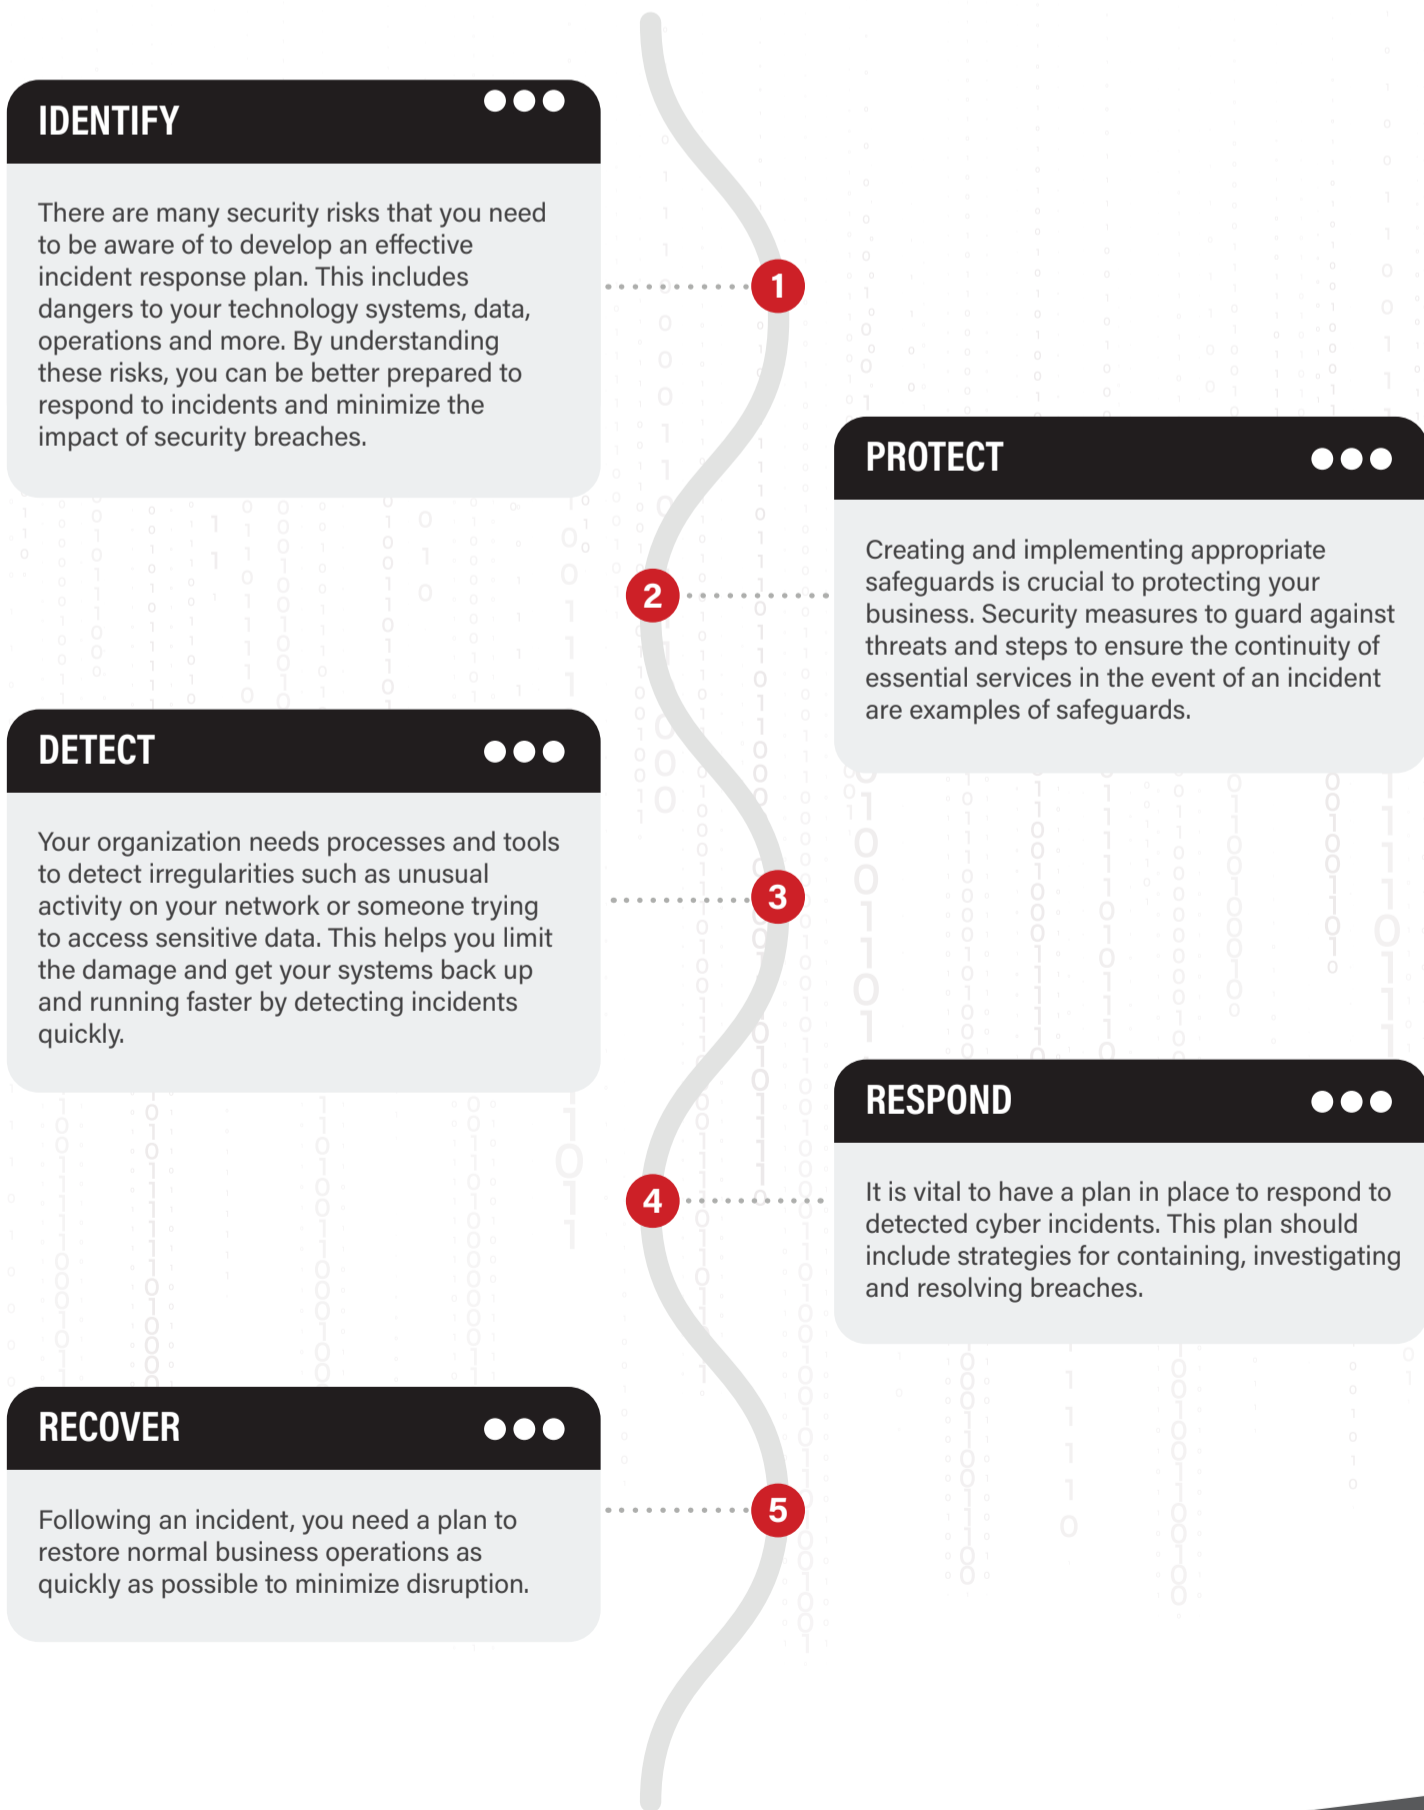 IDENTIFY
There are many security risks that you need
to be aware of to develop an effective
incident response plan. This includes
dangers to your technology systems, data,
operations and more. By understanding
these risks, you can be better prepared to
respond to incidents and minimize the
impact of security breaches.
1
PROTECT
Creating and implementing appropriate
safeguards is crucial to protecting your
business. Security measures to guard against
threats and steps to ensure the continuity of
essential services in the event of an incident
are examples of safeguards.
2
DETECT
Your organization needs processes and tools
to detect irregularities such as unusual
activity on your network or someone trying
to access sensitive data. This helps you limit
the damage and get your systems back up
and running faster by detecting incidents
quickly.
3
RESPOND
It is vital to have a plan in place to respond to
detected cyber incidents. This plan should
include strategies for containing, investigating
and resolving breaches.
4
RECOVER
Following an incident, you need a plan to
restore normal business operations as
quickly as possible to minimize disruption.
5